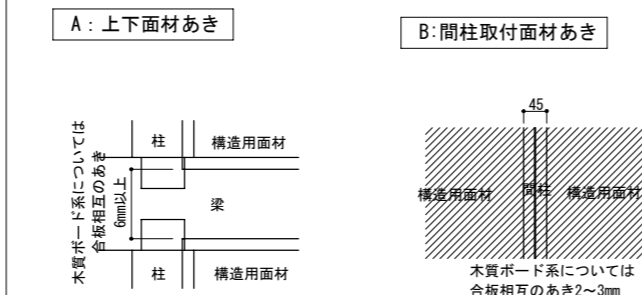 A：上下面材あき
木質ボード系については
合板相互のあき
6mm以上
柱
構造用面材
梁
柱
構造用面材
B:間柱取付面材あき
45
構造用面材
間柱
構造用面材
木質ボード系については
合板相互のあき2～3mm